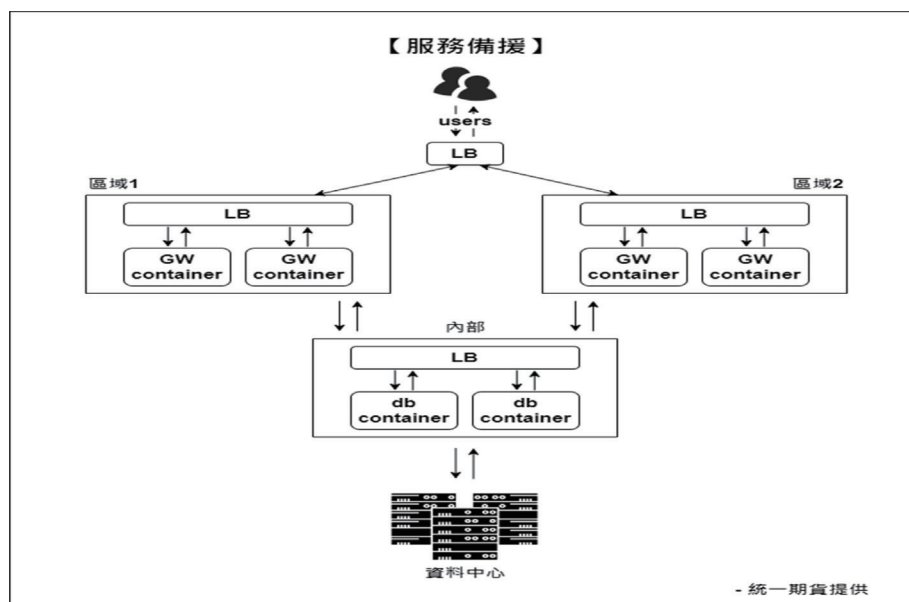 【服務備援】
users
LB
區域1
區域2
LB
LB
GW
container
GW
container
GW
container
GW
container
內部
LB
db
container
db
container
資料中心
- 統一期貨提供